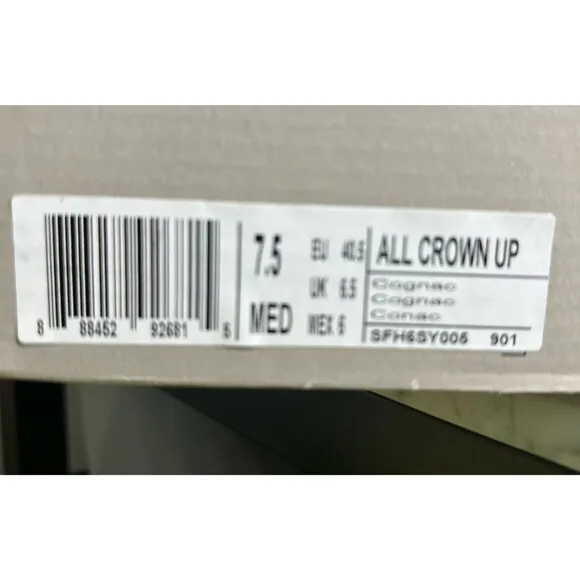 8 88452 92681 6
7.5
MED
EU 40.5
UK 6.5
MEX 6
ALL CROWN UP
Cognac
Cognac
Conac
SFH6SY005 901